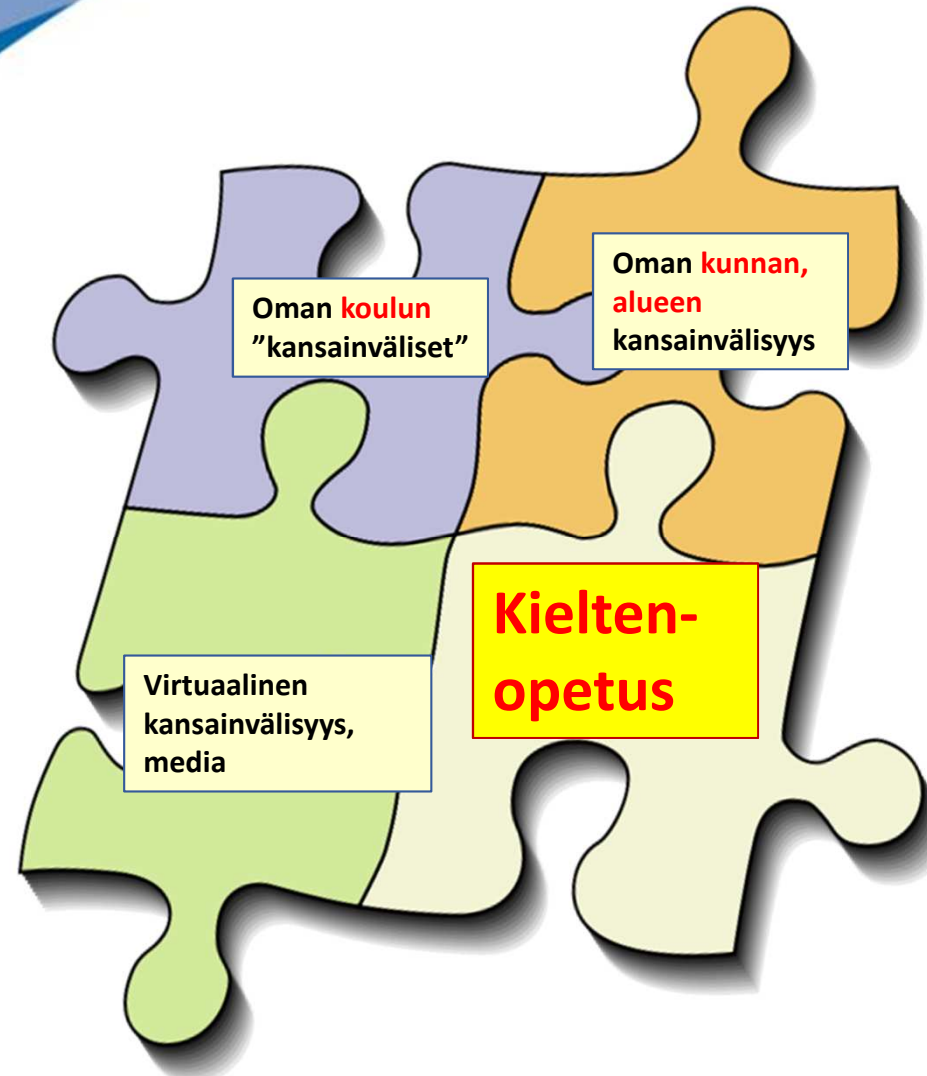 Oman koulun
”kansainväliset”
Oman kunnan,
alueen
kansainvälisyys
Virtuaalinen
kansainvälisyys,
media
Kielten-
opetus